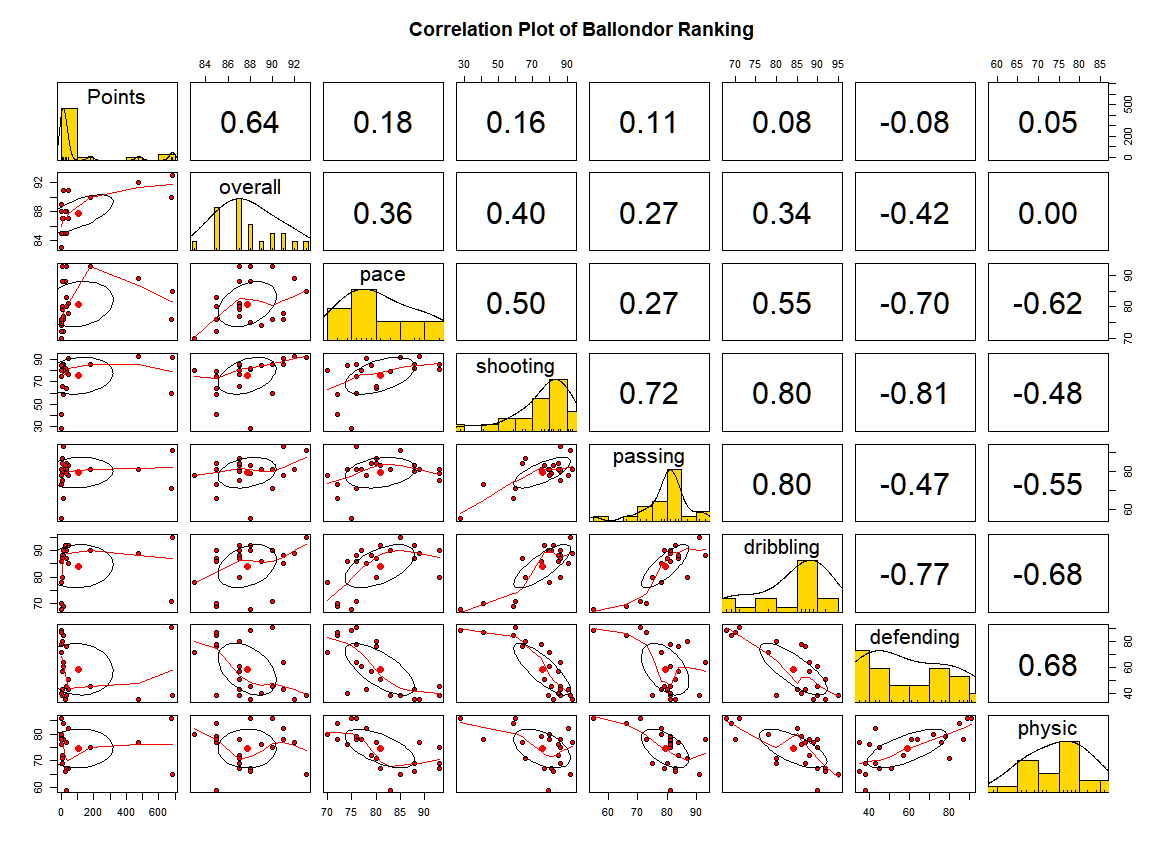 Correlation Plot of Ballondor Ranking
84 86 88 90 92 30 50 70 90 70 75 80 85 90 95 60 65 70 75 80 85
Points 0.64 0.18 0.16 0.11 0.08 -0.08 0.05
0 200 500
84 88 92
overall 0.36 0.40 0.27 0.34 -0.42 0.00
pace 0.50 0.27 0.55 -0.70 -0.62
70 80 90
30 50 70 90
shooting 0.72 0.80 -0.81 -0.48
passing 0.80 -0.47 -0.55
60 80
70 80 90
dribbling -0.77 -0.68
defending 0.68
40 60 80
60 70 80
physic
0 200 400 600 70 75 80 85 90 60 70 80 90 40 60 80